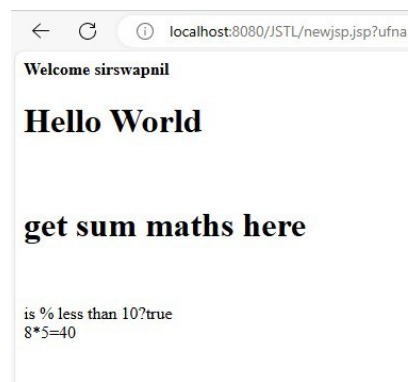 localhost:8080/JSTL/newjsp.jsp?ufna
Welcome sirswapnil
Hello World
get sum maths here
is % less than 10?true
8*5=40